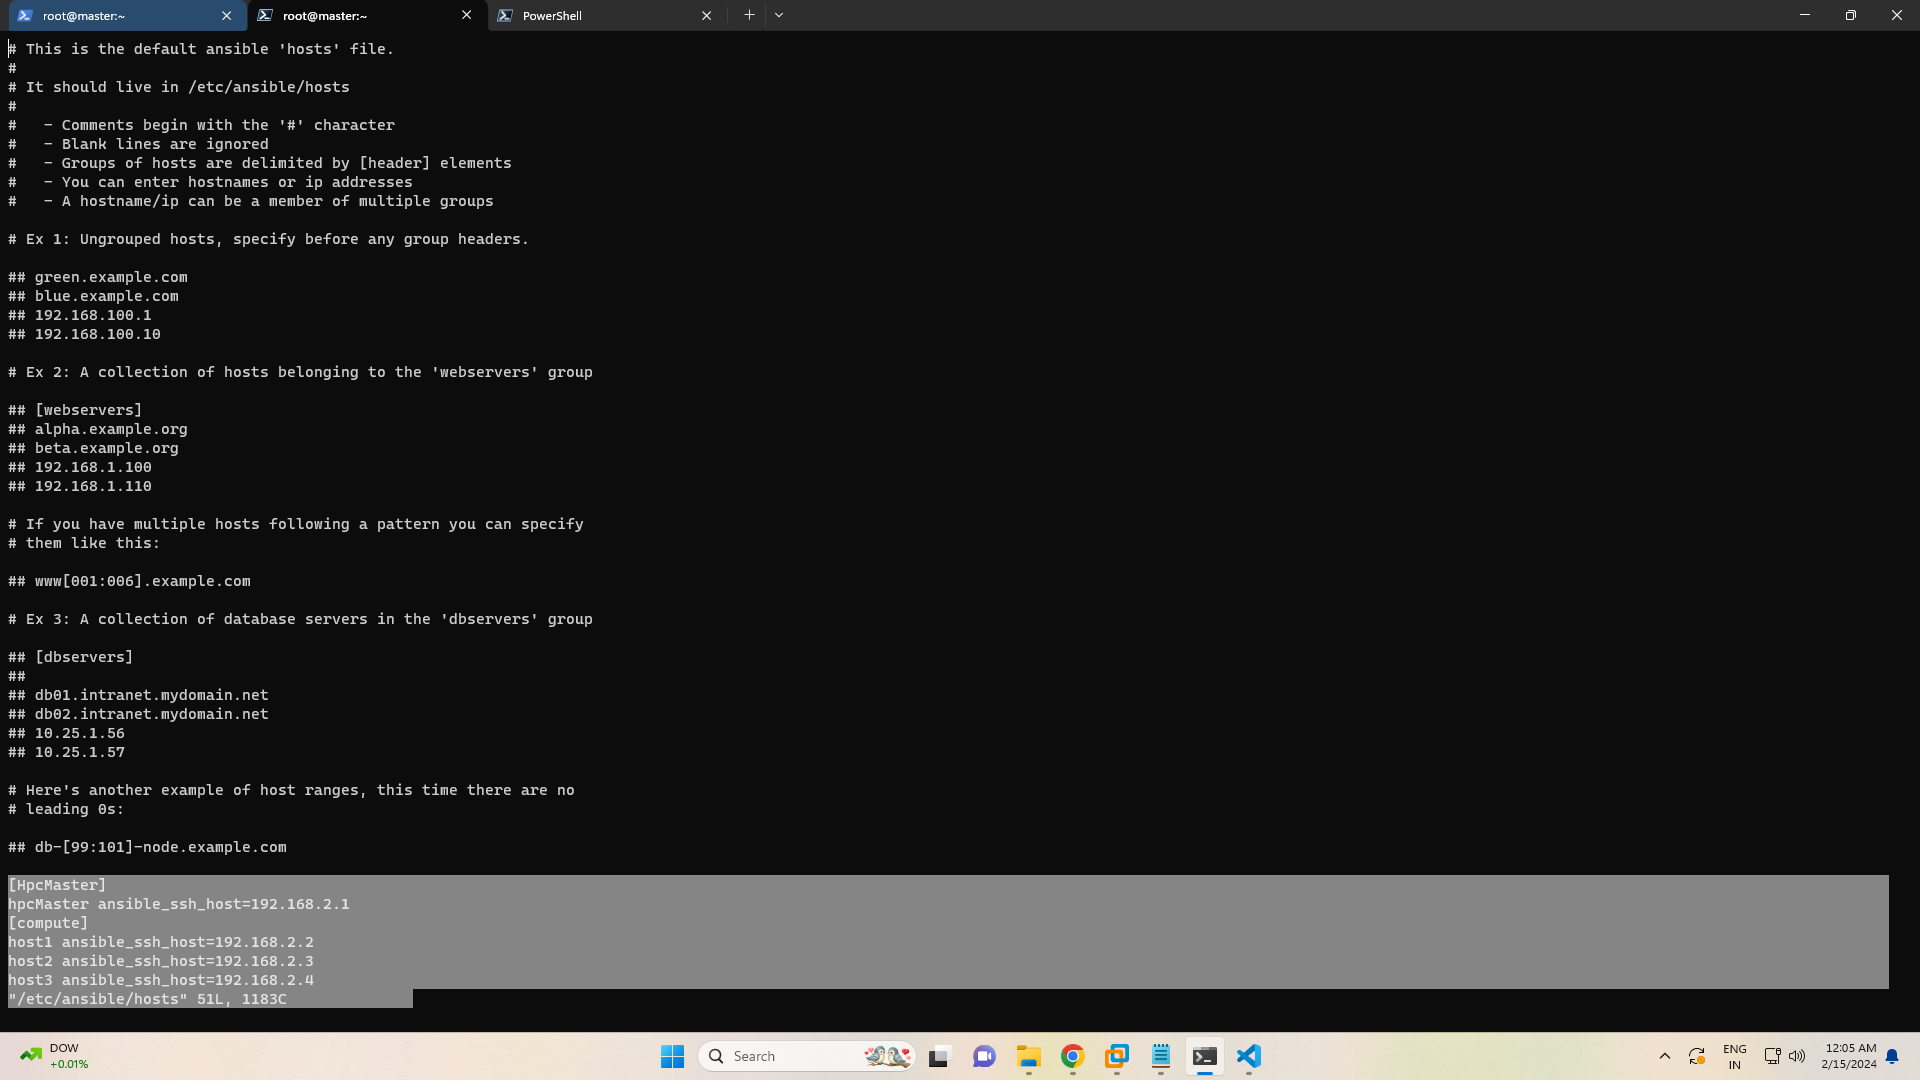 root@master:~
root@master:~
PowerShell
# This is the default ansible 'hosts' file.
#
# It should live in /etc/ansible/hosts
#
#   - Comments begin with the '#' character
#   - Blank lines are ignored
#   - Groups of hosts are delimited by [header] elements
#   - You can enter hostnames or ip addresses
#   - A hostname/ip can be a member of multiple groups
# Ex 1: Ungrouped hosts, specify before any group headers.
## green.example.com
## blue.example.com
## 192.168.100.1
## 192.168.100.10
# Ex 2: A collection of hosts belonging to the 'webservers' group
## [webservers]
## alpha.example.org
## beta.example.org
## 192.168.1.100
## 192.168.1.110
# If you have multiple hosts following a pattern you can specify
# them like this:
## www[001:006].example.com
# Ex 3: A collection of database servers in the 'dbservers' group
## [dbservers]
##
## db01.intranet.mydomain.net
## db02.intranet.mydomain.net
## 10.25.1.56
## 10.25.1.57
# Here's another example of host ranges, this time there are no
# leading 0s:
## db-[99:101]-node.example.com
[HpcMaster]
hpcMaster ansible_ssh_host=192.168.2.1
[compute]
host1 ansible_ssh_host=192.168.2.2
host2 ansible_ssh_host=192.168.2.3
host3 ansible_ssh_host=192.168.2.4
"/etc/ansible/hosts" 51L, 1183C
DOW
+0.01%
Search
ENG
IN
12:05 AM
2/15/2024